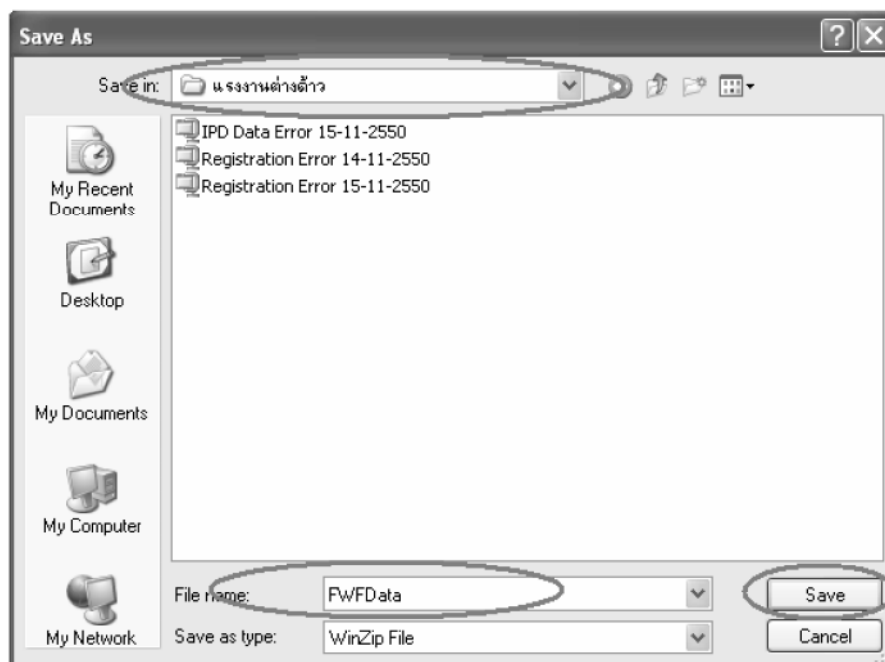 Save As
Save in: แรงงานต่างด้าว
IPD Data Error 15-11-2550
Registration Error 14-11-2550
Registration Error 15-11-2550
My Recent
Documents
Desktop
My Documents
My Computer
My Network
File name: FWFData
Save
Save as type: WinZip File
Cancel